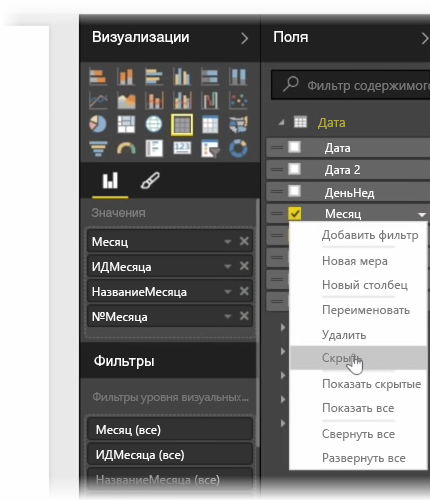 Визуализации
Значения
Месяц
ИДМесяца
НазваниеМесяца
№Месяца
Фильтры
Фильтры уровня визуальных...
Месяц (все)
ИДМесяца (все)
НазваниеМесяца (все)
Поля
Фильтр содержимого
Дата
Дата
Дата 2
ДеньНед
Месяц
Добавить фильтр
Новая мера
Новый столбец
Переименовать
Удалить
Скрыть
Показать скрытые
Показать все
Свернуть все
Развернуть все